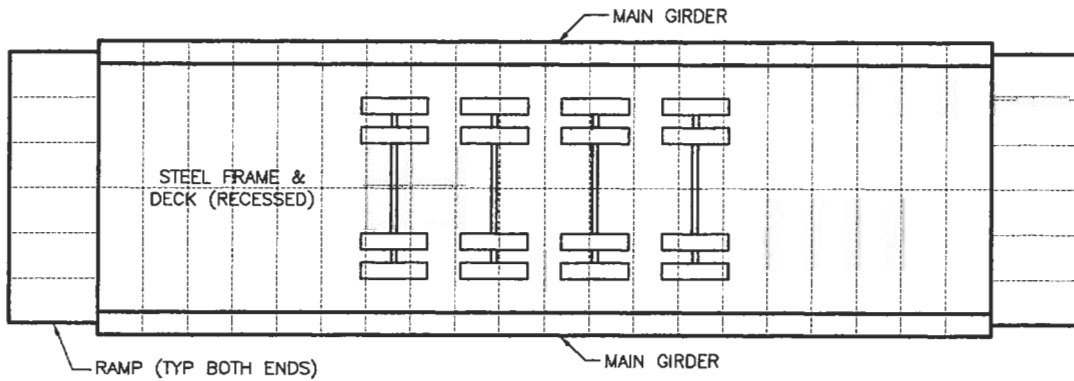 MAIN GIRDER
STEEL FRAME &
DECK (RECESSED)
MAIN GIRDER
RAMP (TYP BOTH ENDS)